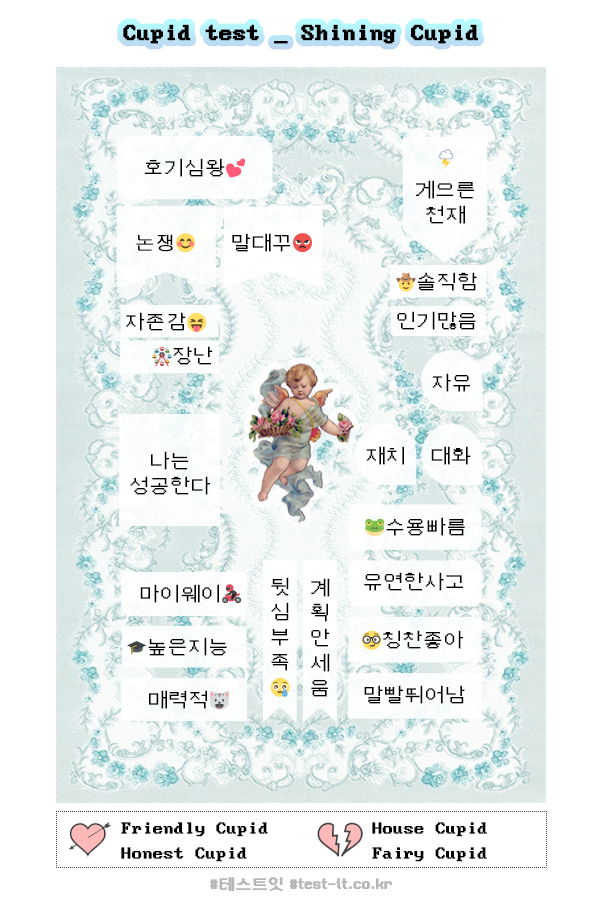 Cupid test _ Shining Cupid
호기심왕
게으른
천재
논쟁
말대꾸
솔직함
자존감
인기많음
장난
자유
나는
성공한다
재치
대화
수용빠름
마이웨이
뒷심부족
계획안세움
유연한사고
높은지능
칭찬좋아
매력적
말빨뛰어남
Friendly Cupid
Honest Cupid
House Cupid
Fairy Cupid
#테스트잇 #test-it.co.kr